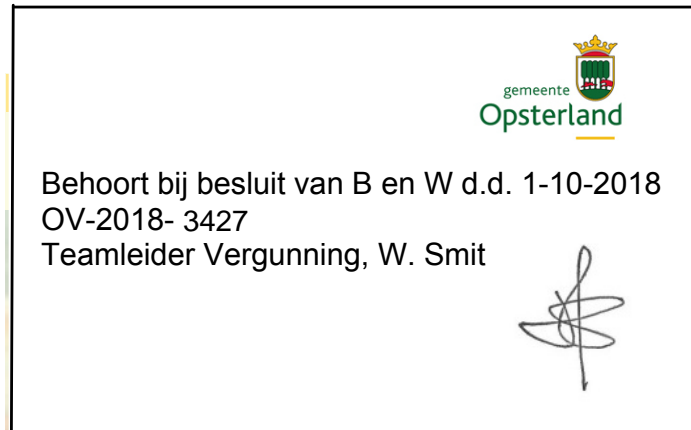 gemeente
Opsterland
Behoort bij besluit van B en W d.d. 1-10-2018
OV-2018- 3427
Teamleider Vergunning, W. Smit